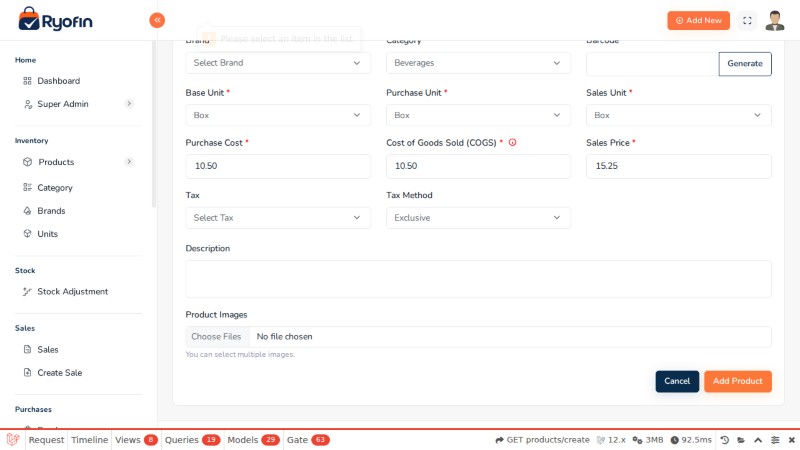 Ryofin
«
Add New
Please select an item in the list.
Home
Dashboard
Super Admin
Inventory
Products
Category
Brands
Units
Stock
Stock Adjustment
Sales
Sales
Create Sale
Purchases
Brand
Category
Barcode
Select Brand
Beverages
Generate
Base Unit *
Purchase Unit *
Sales Unit *
Box
Box
Box
Purchase Cost *
Cost of Goods Sold (COGS) *
Sales Price *
10.50
10.50
15.25
Tax
Tax Method
Select Tax
Exclusive
Description
Product Images
Choose Files No file chosen
You can select multiple images.
Cancel
Add Product
Request Timeline Views 8 Queries 19 Models 29 Gate 63 GET products/create 12.x 3MB 92.5ms